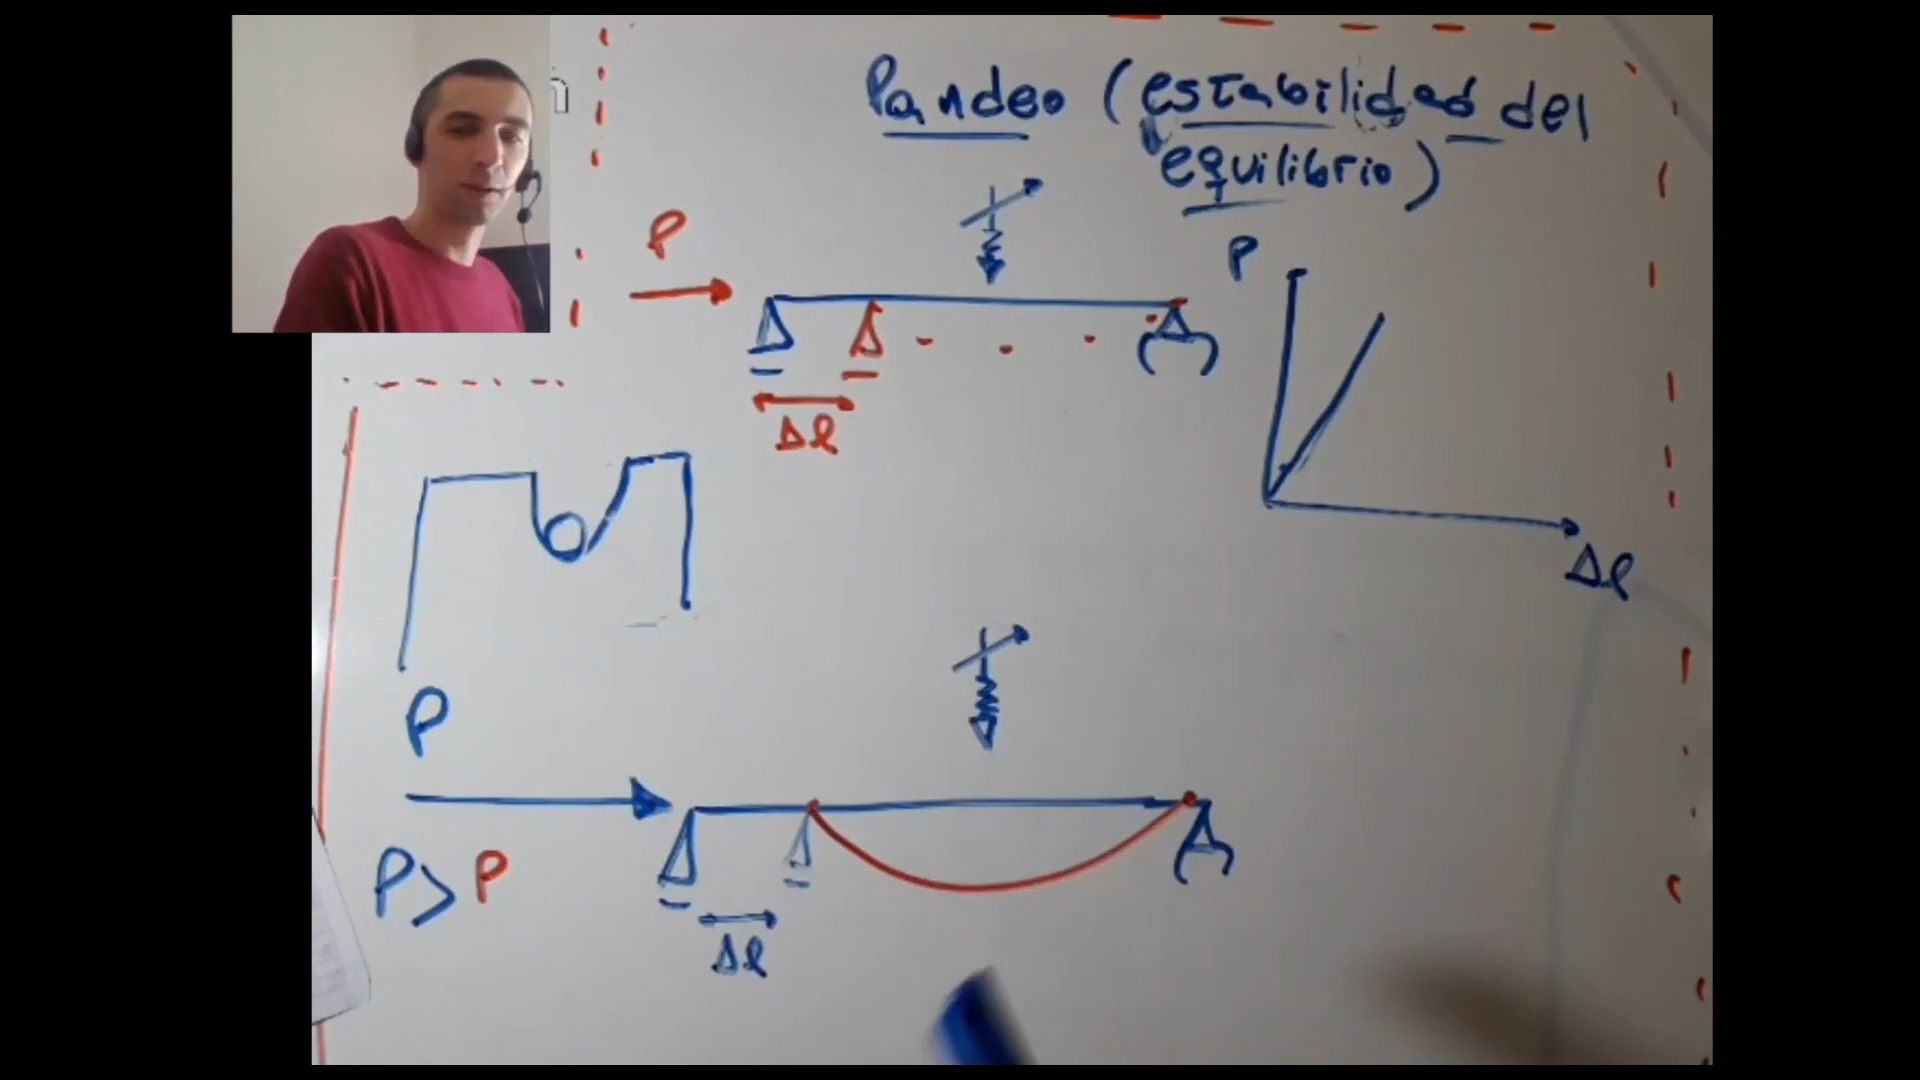 Pandeo (estabilidad del
equilibrio)
P
P
Δl
Δl
P
P > P
Δl